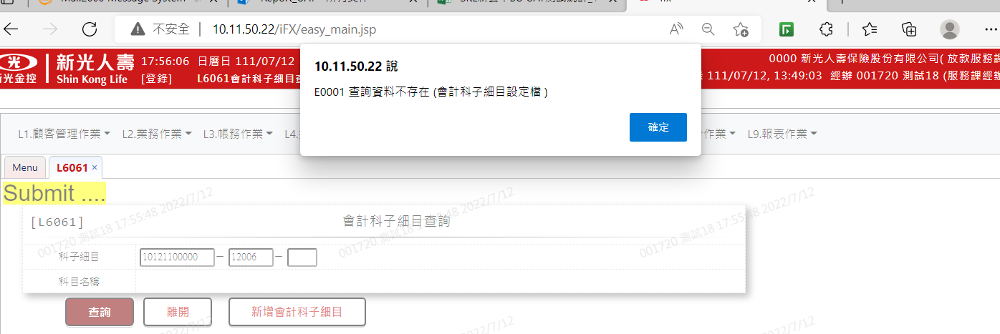 不安全 | 10.11.50.22/iFX/easy_main.jsp
新光金控
新光人壽
Shin Kong Life
17:56:06 日曆日 111/07/12
[登錄] L6061會計科子細目
0000 新光人壽保險股份有限公司( 放款服務
111/07/12, 13:49:03 經辦 001720 測試18 (服務課經辦
10.11.50.22 說
E0001 查詢資料不存在 (會計科子細目設定檔 )
確定
L1.顧客管理作業 L2.業務作業 L3.帳務作業 L4. 作業 L9.報表作業
Menu L6061 ×
Submit ....
[L6061] 會計科子細目查詢
科子細目 10121100000 — 12006 —
科目名稱
查詢 離開 新增會計科子細目
001720 測試18 17:55:48 2022/7/12
001720 測試18 17:55:48 2022/7/12
001720 測試18 17:55:48 2022/7/12
2022/7/12
2022/7/12
2022/7/12